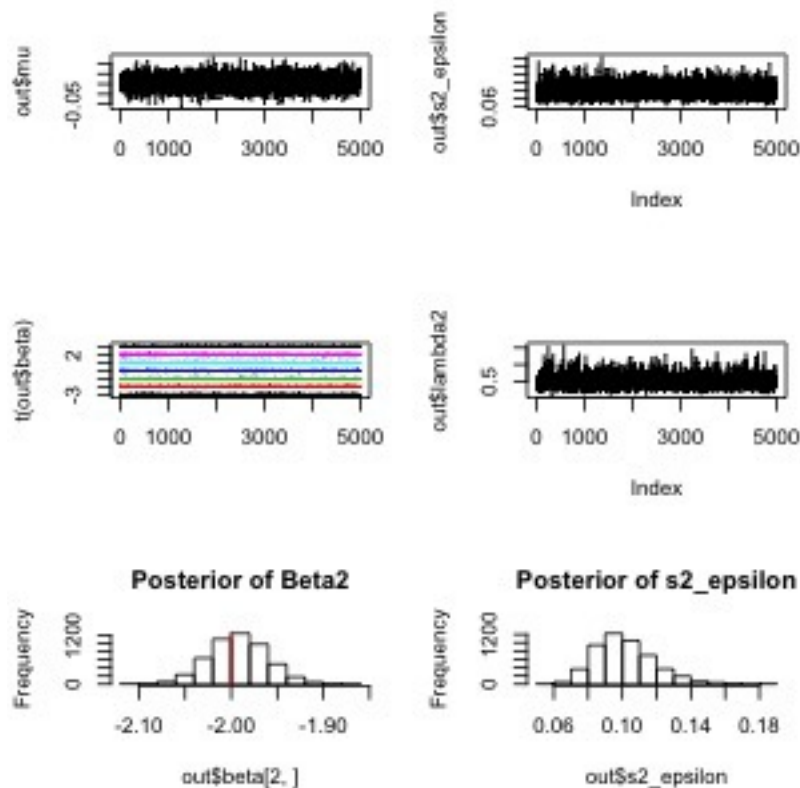 out$mu
-0.05
0 1000 3000 5000
out$s2_epsilon
0.06
0 1000 3000 5000
Index
t(out$beta)
2
-3
0 1000 3000 5000
out$lambda2
0.5
0 1000 3000 5000
Index
Posterior of Beta2
Frequency
1200
0
-2.10 -2.00 -1.90
out$beta[2, ]
Posterior of s2_epsilon
Frequency
1200
0
0.06 0.10 0.14 0.18
out$s2_epsilon